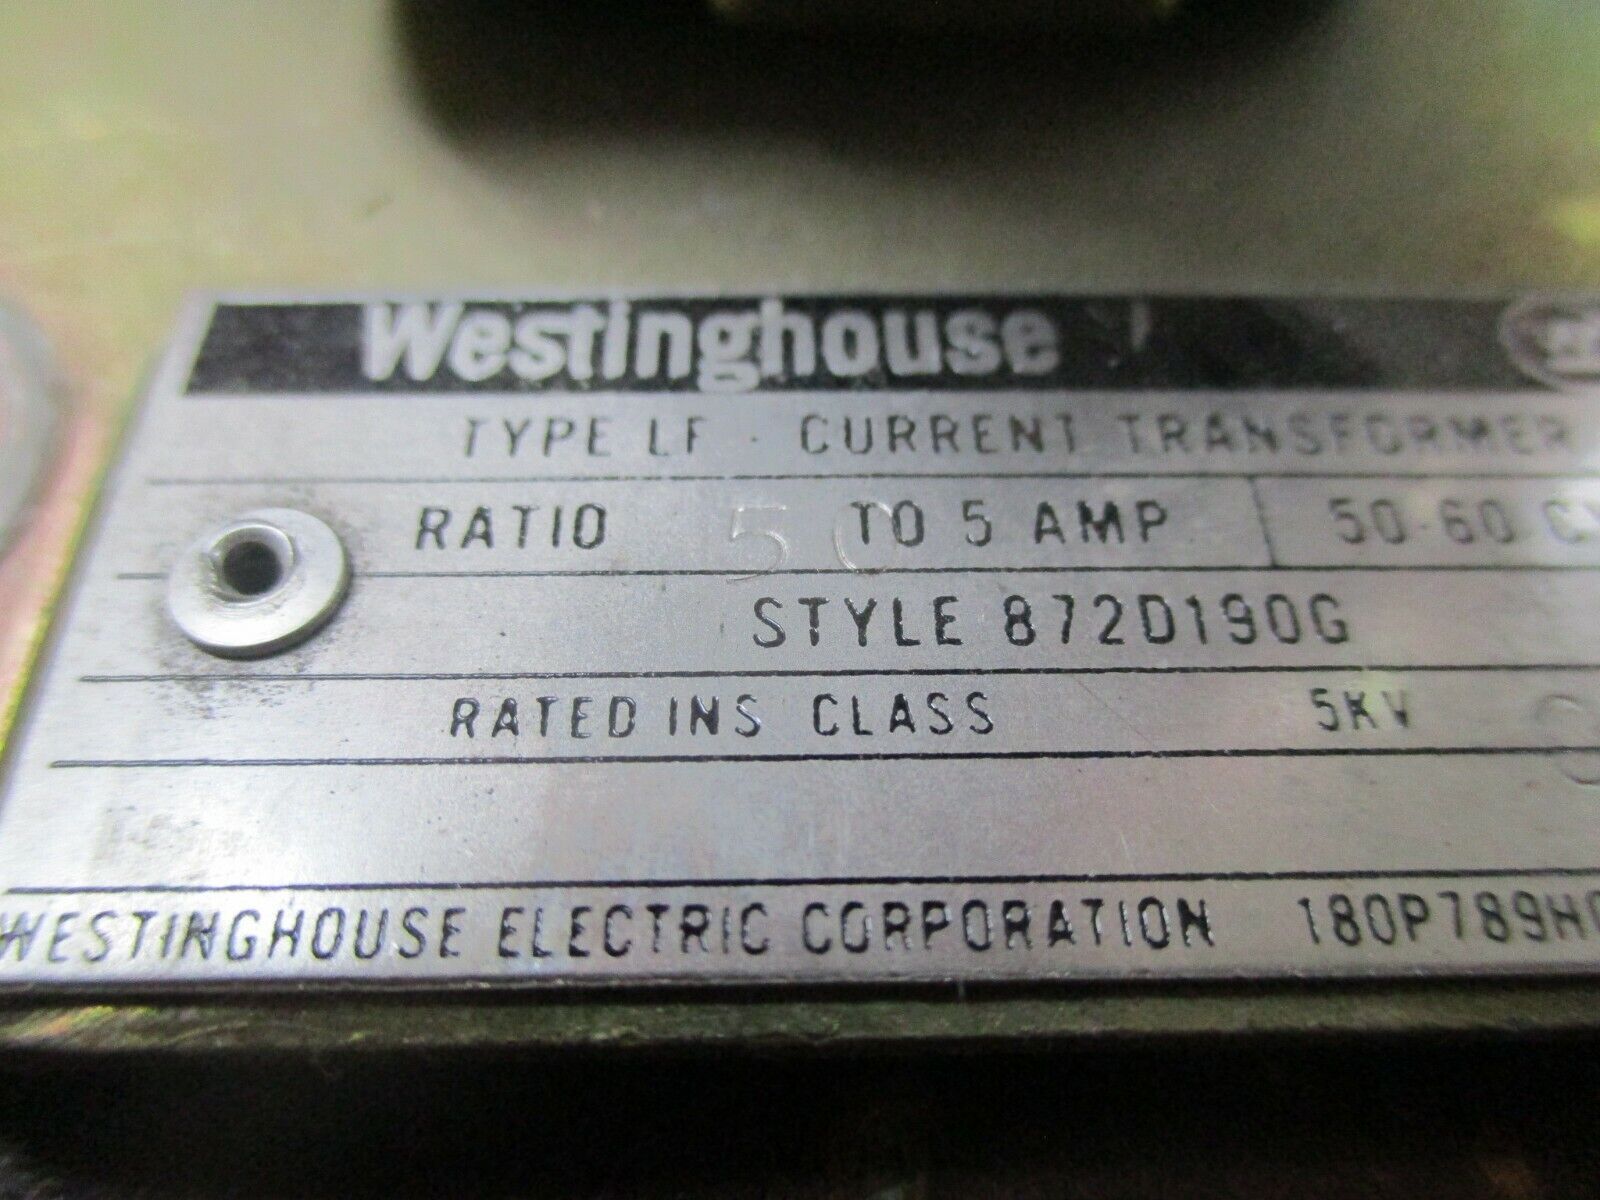 Westinghouse
TYPE LF - CURRENT TRANSFORMER
RATIO 50 TO 5 AMP 50-60
STYLE 872D190G
RATED INS CLASS 5KV
WESTINGHOUSE ELECTRIC CORPORATION